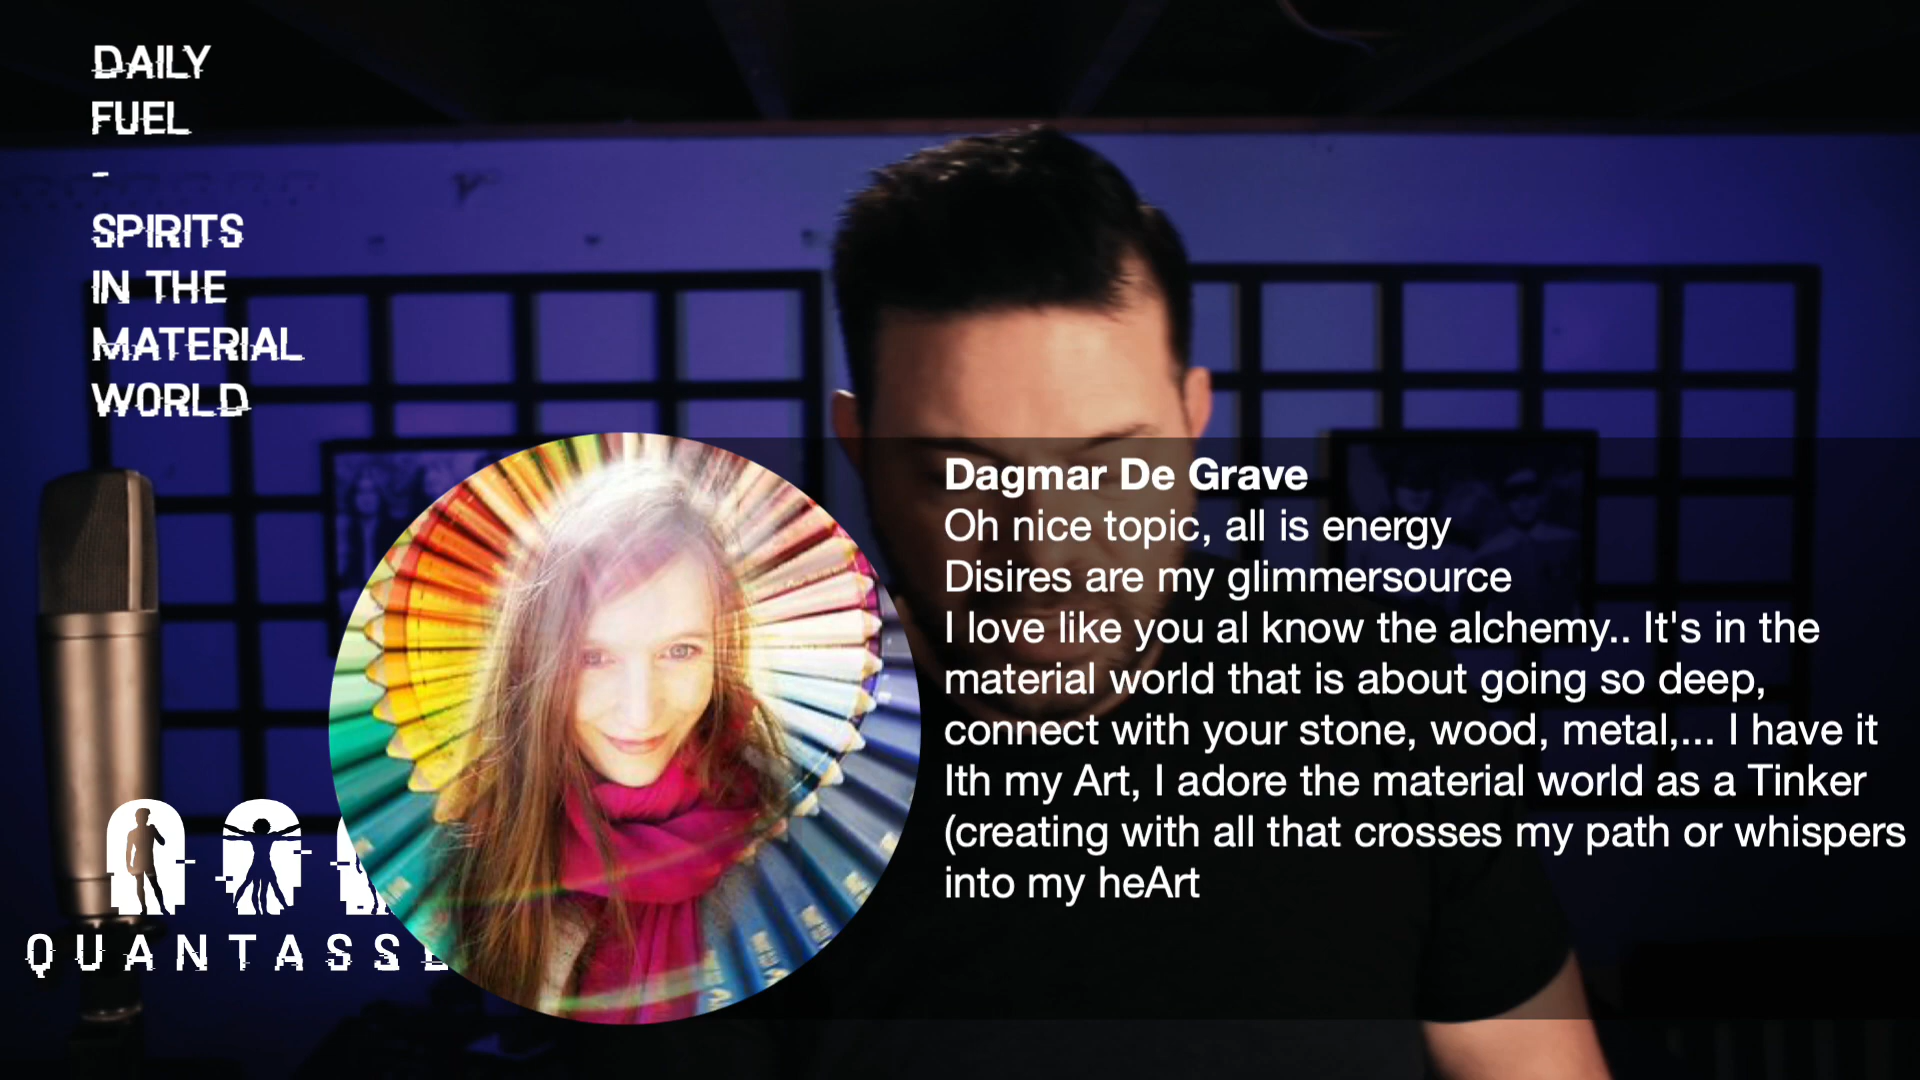 DAILY
FUEL
-
SPIRITS
IN THE
MATERIAL
WORLD
Dagmar De Grave
Oh nice topic, all is energy
Disires are my glimmersource
I love like you al know the alchemy.. It's in the
material world that is about going so deep,
connect with your stone, wood, metal,... I have it
Ith my Art, I adore the material world as a Tinker
(creating with all that crosses my path or whispers
into my heArt